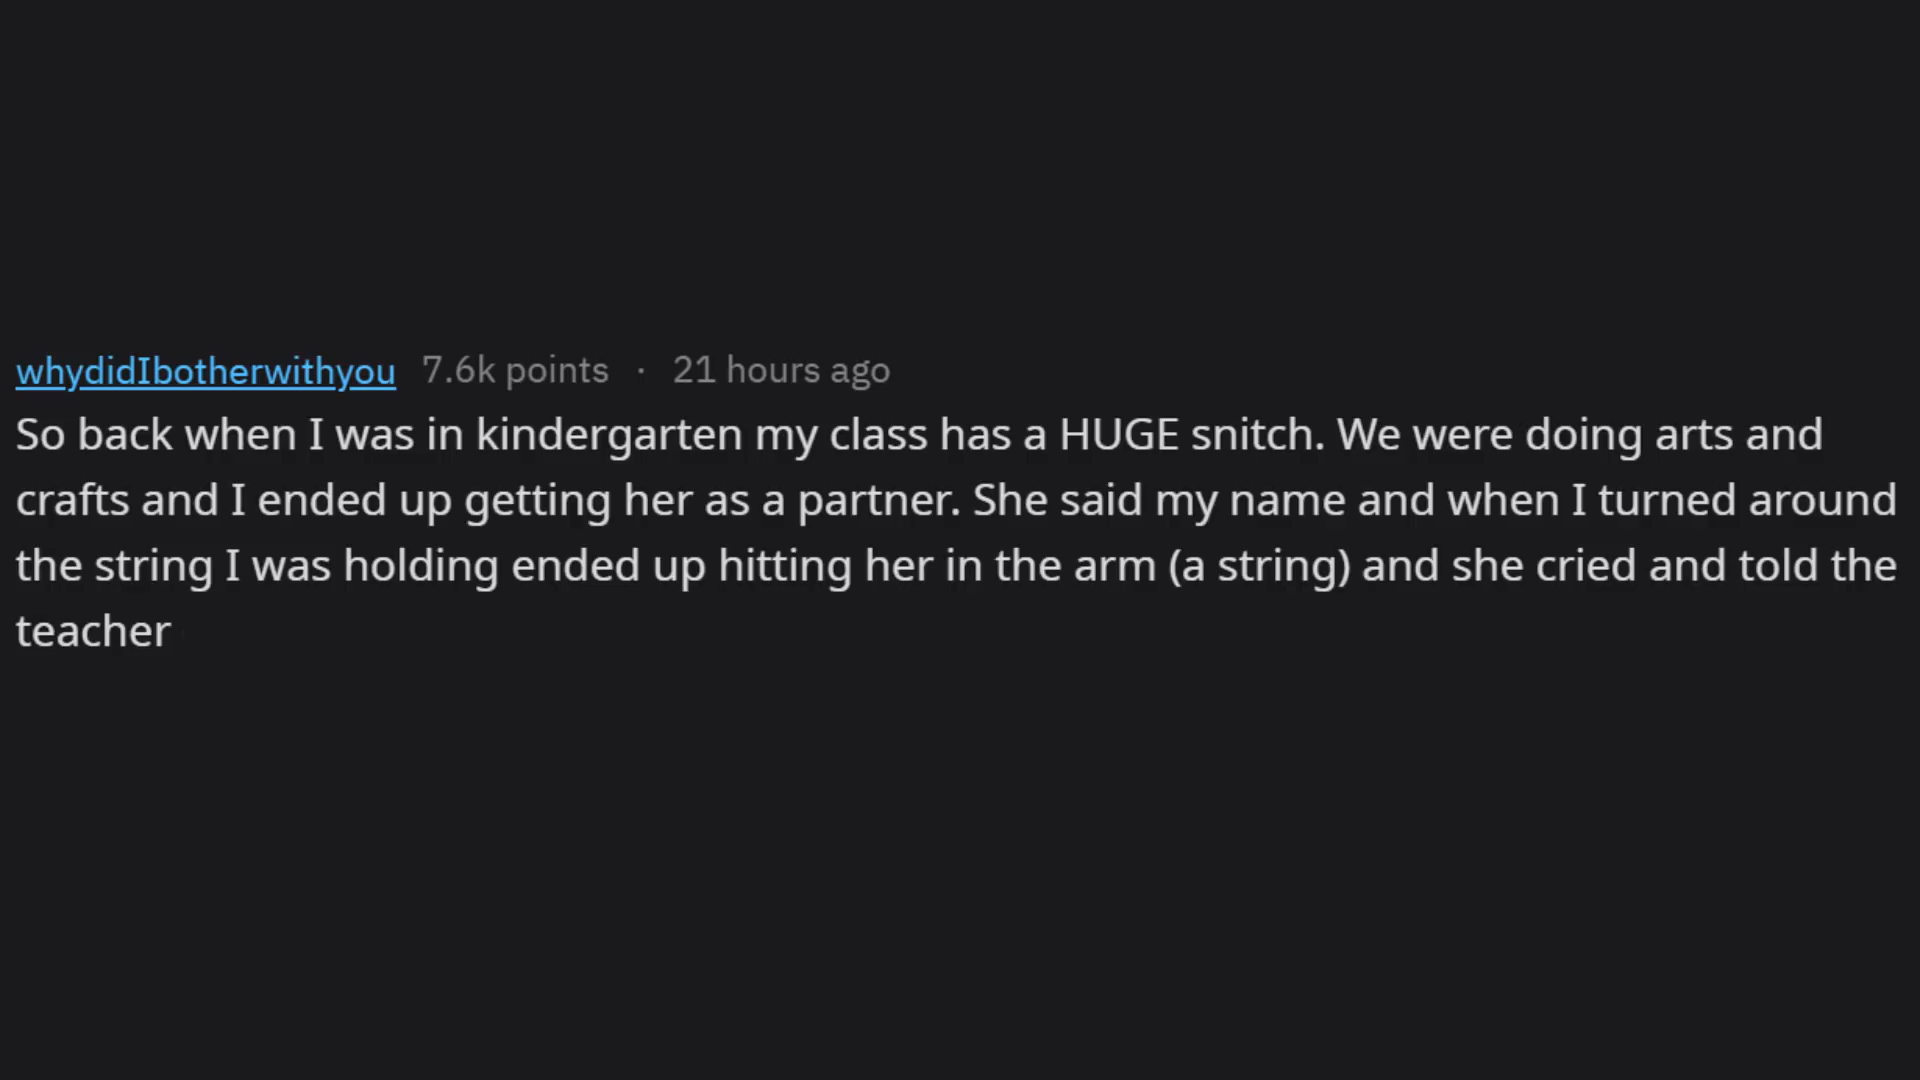 whydidIbotherwithyou 7.6k points · 21 hours ago
So back when I was in kindergarten my class has a HUGE snitch. We were doing arts and
crafts and I ended up getting her as a partner. She said my name and when I turned around
the string I was holding ended up hitting her in the arm (a string) and she cried and told the
teacher